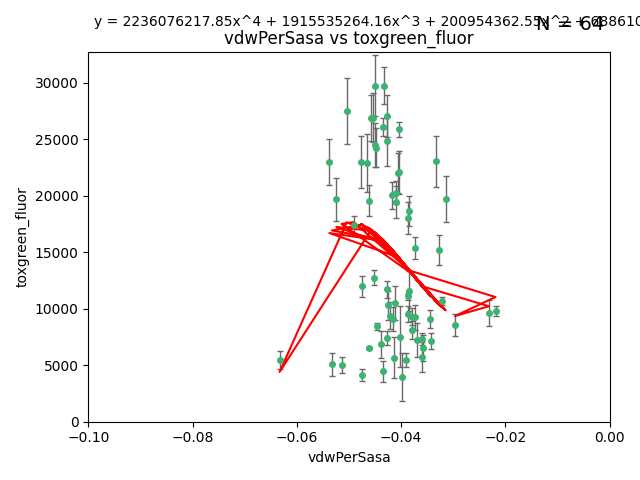 y = 2236076217.85x^4 + 1915535264.16x^3 + 200954362.55x^2 +
N = 64
vdwPerSasa vs toxgreen_fluor
30000
25000
20000
15000
10000
5000
0
toxgreen_fluor
−0.10
−0.08
−0.06
−0.04
−0.02
0.00
vdwPerSasa